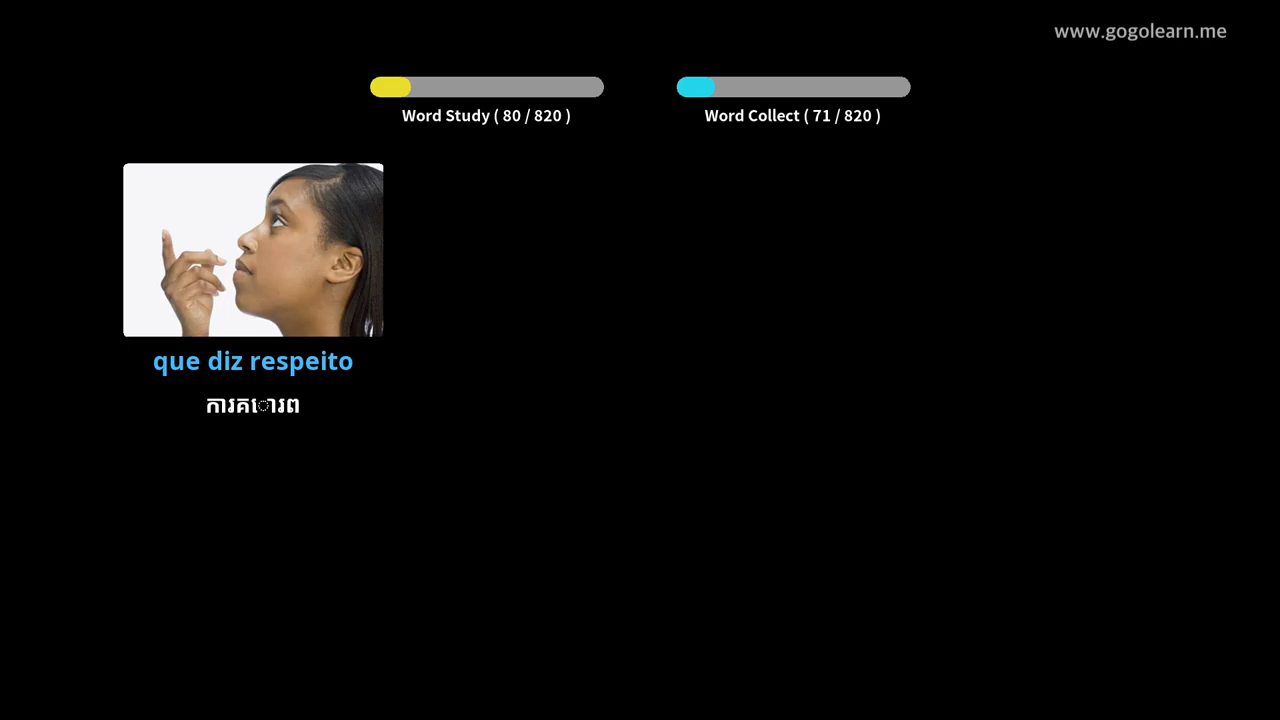 www.gogolearn.me
Word Study ( 80 / 820 )
Word Collect ( 71 / 820 )
que diz respeito
ការគោរព